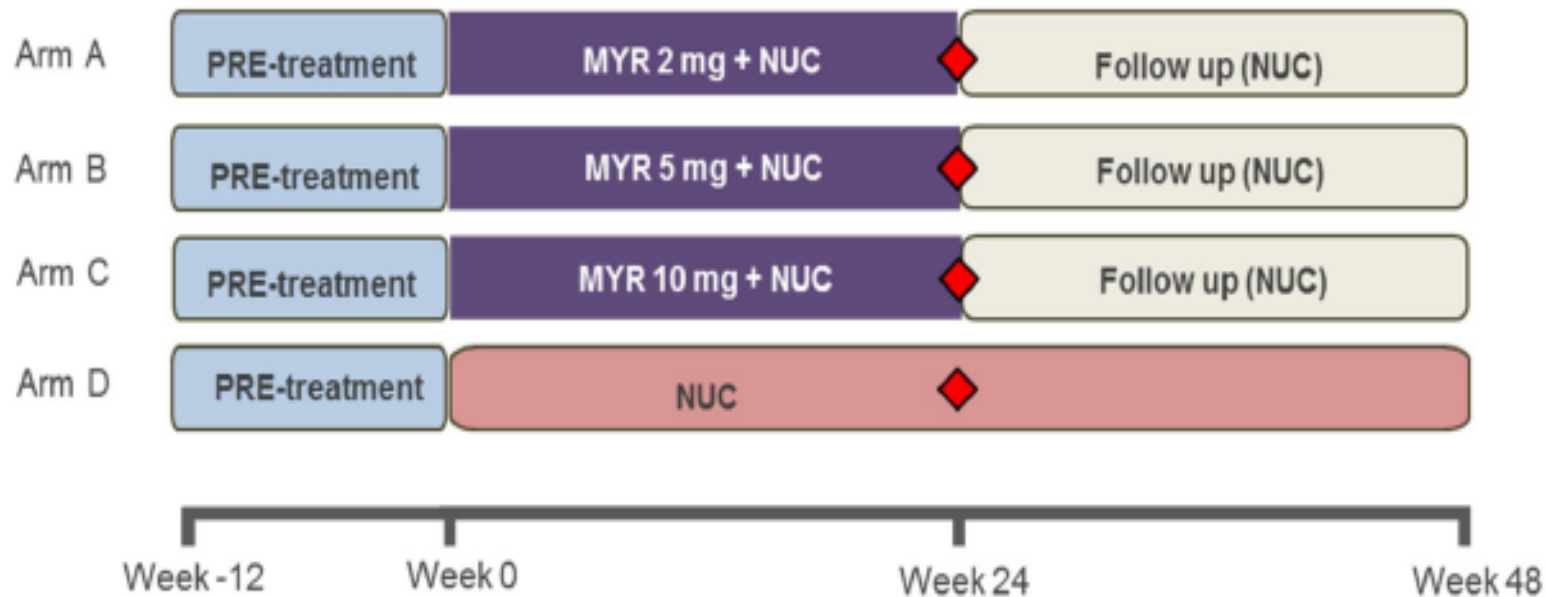 Arm A
PRE-treatment
MYR 2 mg + NUC
Follow up (NUC)
Arm B
PRE-treatment
MYR 5 mg + NUC
Follow up (NUC)
Arm C
PRE-treatment
MYR 10 mg + NUC
Follow up (NUC)
Arm D
PRE-treatment
NUC
Week -12
Week 0
Week 24
Week 48